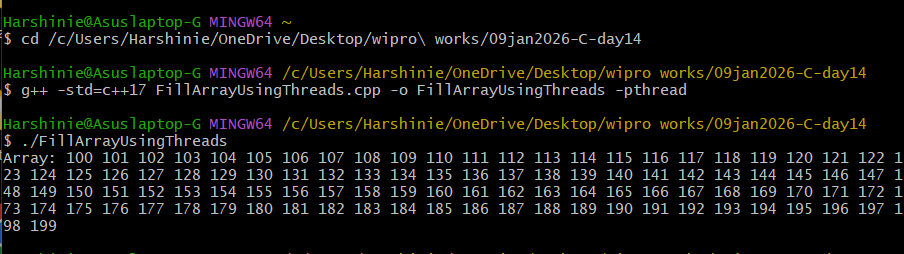 Harshinie@Asuslaptop-G MINGW64 ~
$ cd /c/Users/Harshinie/OneDrive/Desktop/wipro\ works/09jan2026-C-day14
Harshinie@Asuslaptop-G MINGW64 /c/Users/Harshinie/OneDrive/Desktop/wipro works/09jan2026-C-day14
$ g++ -std=c++17 FillArrayUsingThreads.cpp -o FillArrayUsingThreads -pthread
Harshinie@Asuslaptop-G MINGW64 /c/Users/Harshinie/OneDrive/Desktop/wipro works/09jan2026-C-day14
$ ./FillArrayUsingThreads
Array: 100 101 102 103 104 105 106 107 108 109 110 111 112 113 114 115 116 117 118 119 120 121 122 1
23 124 125 126 127 128 129 130 131 132 133 134 135 136 137 138 139 140 141 142 143 144 145 146 147 1
48 149 150 151 152 153 154 155 156 157 158 159 160 161 162 163 164 165 166 167 168 169 170 171 172 1
73 174 175 176 177 178 179 180 181 182 183 184 185 186 187 188 189 190 191 192 193 194 195 196 197 1
98 199